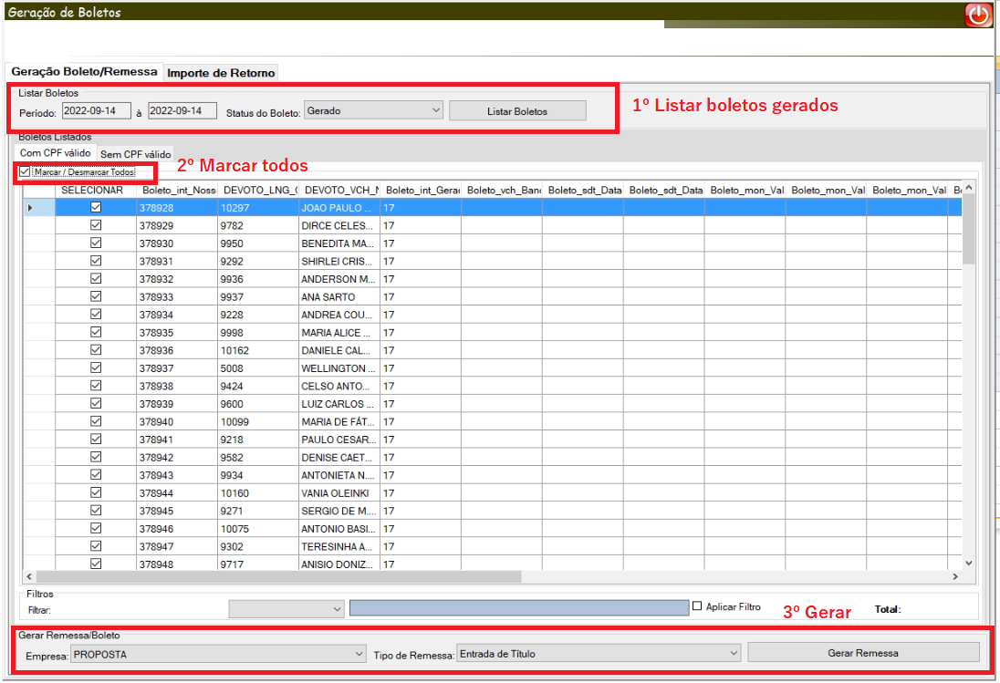 Geração de Boletos
Geração Boleto/Remessa Importe de Retorno
Listar Boletos
Período: 2022-09-14 à 2022-09-14 Status do Boleto: Gerado Listar Boletos
1º Listar boletos gerados
Boletos Listados
Com CPF válido Sem CPF válido
Marcar / Desmarcar Todos
2º Marcar todos
SELECIONAR Boleto_int_Noss DEVOTO_LNG_C DEVOTO_VCH_N Boleto_int_Gerac Boleto_vch_Ban Boleto_sdt_Data Boleto_sdt_Data Boleto_mon_Val Boleto_mon_Val Boleto_mon_Val Bo
378928 10297 JOAO PAULO ... 17
378929 9782 DIRCE CELES... 17
378930 9950 BENEDITA MA... 17
378931 9292 SHIRLEI CRIS... 17
378932 9936 ANDERSON M... 17
378933 9937 ANA SARTO 17
378934 9228 ANDREA COU... 17
378935 9998 MARIA ALICE ... 17
378936 10162 DANIELE CAL... 17
378937 5008 WELLINGTON ... 17
378938 9424 CELSO ANTO... 17
378939 9600 LUIZ CARLOS ... 17
378940 10099 MARIA DE FÁT... 17
378941 9218 PAULO CESAR... 17
378942 9582 DENISE CAET... 17
378943 9934 ANTONIETA N.... 17
378944 10160 VANIA OLEINKI 17
378945 9271 SERGIO DE M.... 17
378946 10075 ANTONIO BASI... 17
378947 9302 TERESINHA A... 17
378948 9717 ANISIO DONIZ... 17
Filtros
Filtrar: Aplicar Filtro Total:
3º Gerar
Gerar Remessa/Boleto
Empresa: PROPOSTA Tipo de Remessa: Entrada de Título Gerar Remessa